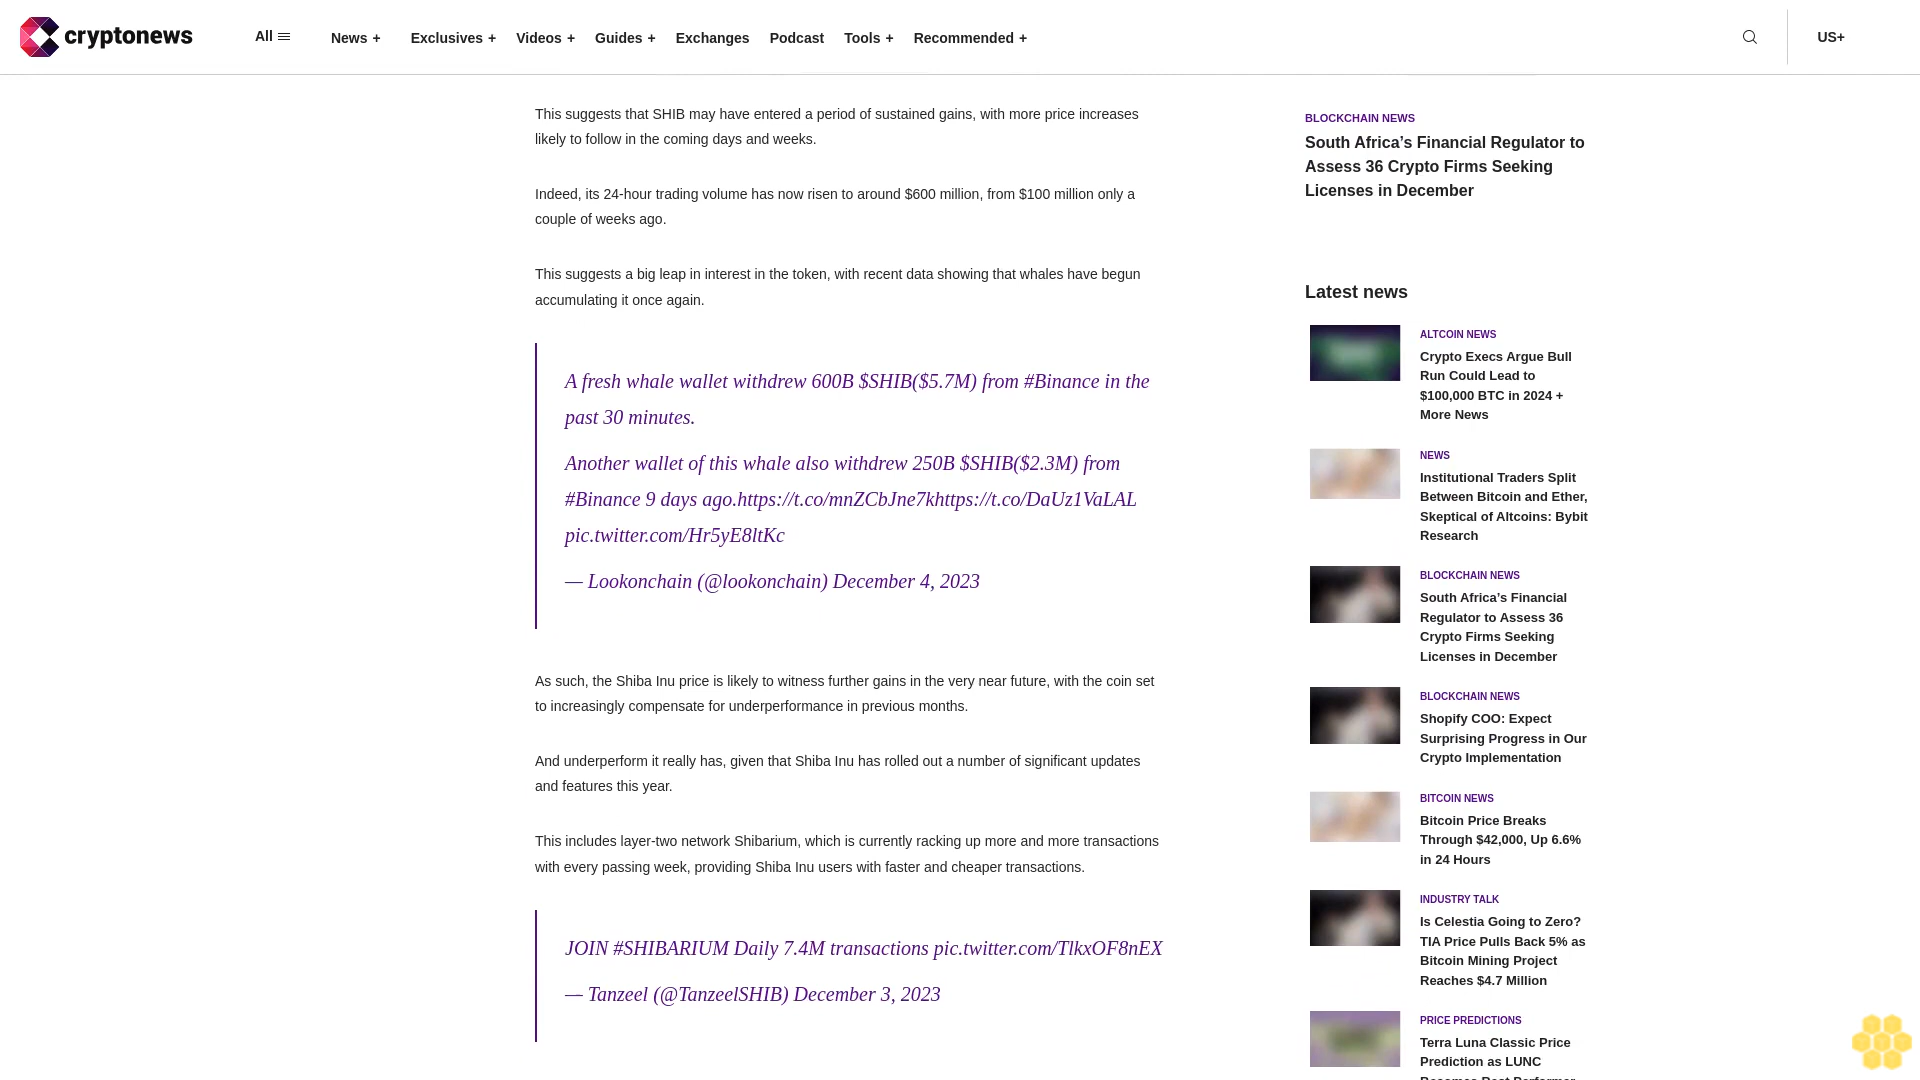 cryptonews
All
News +
Exclusives +
Videos +
Guides +
Exchanges
Podcast
Tools +
Recommended +
US+
This suggests that SHIB may have entered a period of sustained gains, with more price increases
likely to follow in the coming days and weeks.
Indeed, its 24-hour trading volume has now risen to around $600 million, from $100 million only a
couple of weeks ago.
This suggests a big leap in interest in the token, with recent data showing that whales have begun
accumulating it once again.
A fresh whale wallet withdrew 600B $SHIB($5.7M) from #Binance in the
past 30 minutes.
Another wallet of this whale also withdrew 250B $SHIB($2.3M) from
#Binance 9 days ago.https://t.co/mnZCbJne7khttps://t.co/DaUz1VaLAL
pic.twitter.com/Hr5yE8ltKc
— Lookonchain (@lookonchain) December 4, 2023
As such, the Shiba Inu price is likely to witness further gains in the very near future, with the coin set
to increasingly compensate for underperformance in previous months.
And underperform it really has, given that Shiba Inu has rolled out a number of significant updates
and features this year.
This includes layer-two network Shibarium, which is currently racking up more and more transactions
with every passing week, providing Shiba Inu users with faster and cheaper transactions.
JOIN #SHIBARIUM Daily 7.4M transactions pic.twitter.com/TlkxOF8nEX
— Tanzeel (@TanzeelSHIB) December 3, 2023
BLOCKCHAIN NEWS
South Africa’s Financial Regulator to
Assess 36 Crypto Firms Seeking
Licenses in December
Latest news
ALTCOIN NEWS
Crypto Execs Argue Bull
Run Could Lead to
$100,000 BTC in 2024 +
More News
NEWS
Institutional Traders Split
Between Bitcoin and Ether,
Skeptical of Altcoins: Bybit
Research
BLOCKCHAIN NEWS
South Africa’s Financial
Regulator to Assess 36
Crypto Firms Seeking
Licenses in December
BLOCKCHAIN NEWS
Shopify COO: Expect
Surprising Progress in Our
Crypto Implementation
BITCOIN NEWS
Bitcoin Price Breaks
Through $42,000, Up 6.6%
in 24 Hours
INDUSTRY TALK
Is Celestia Going to Zero?
TIA Price Pulls Back 5% as
Bitcoin Mining Project
Reaches $4.7 Million
PRICE PREDICTIONS
Terra Luna Classic Price
Prediction as LUNC
Becomes Best Performer